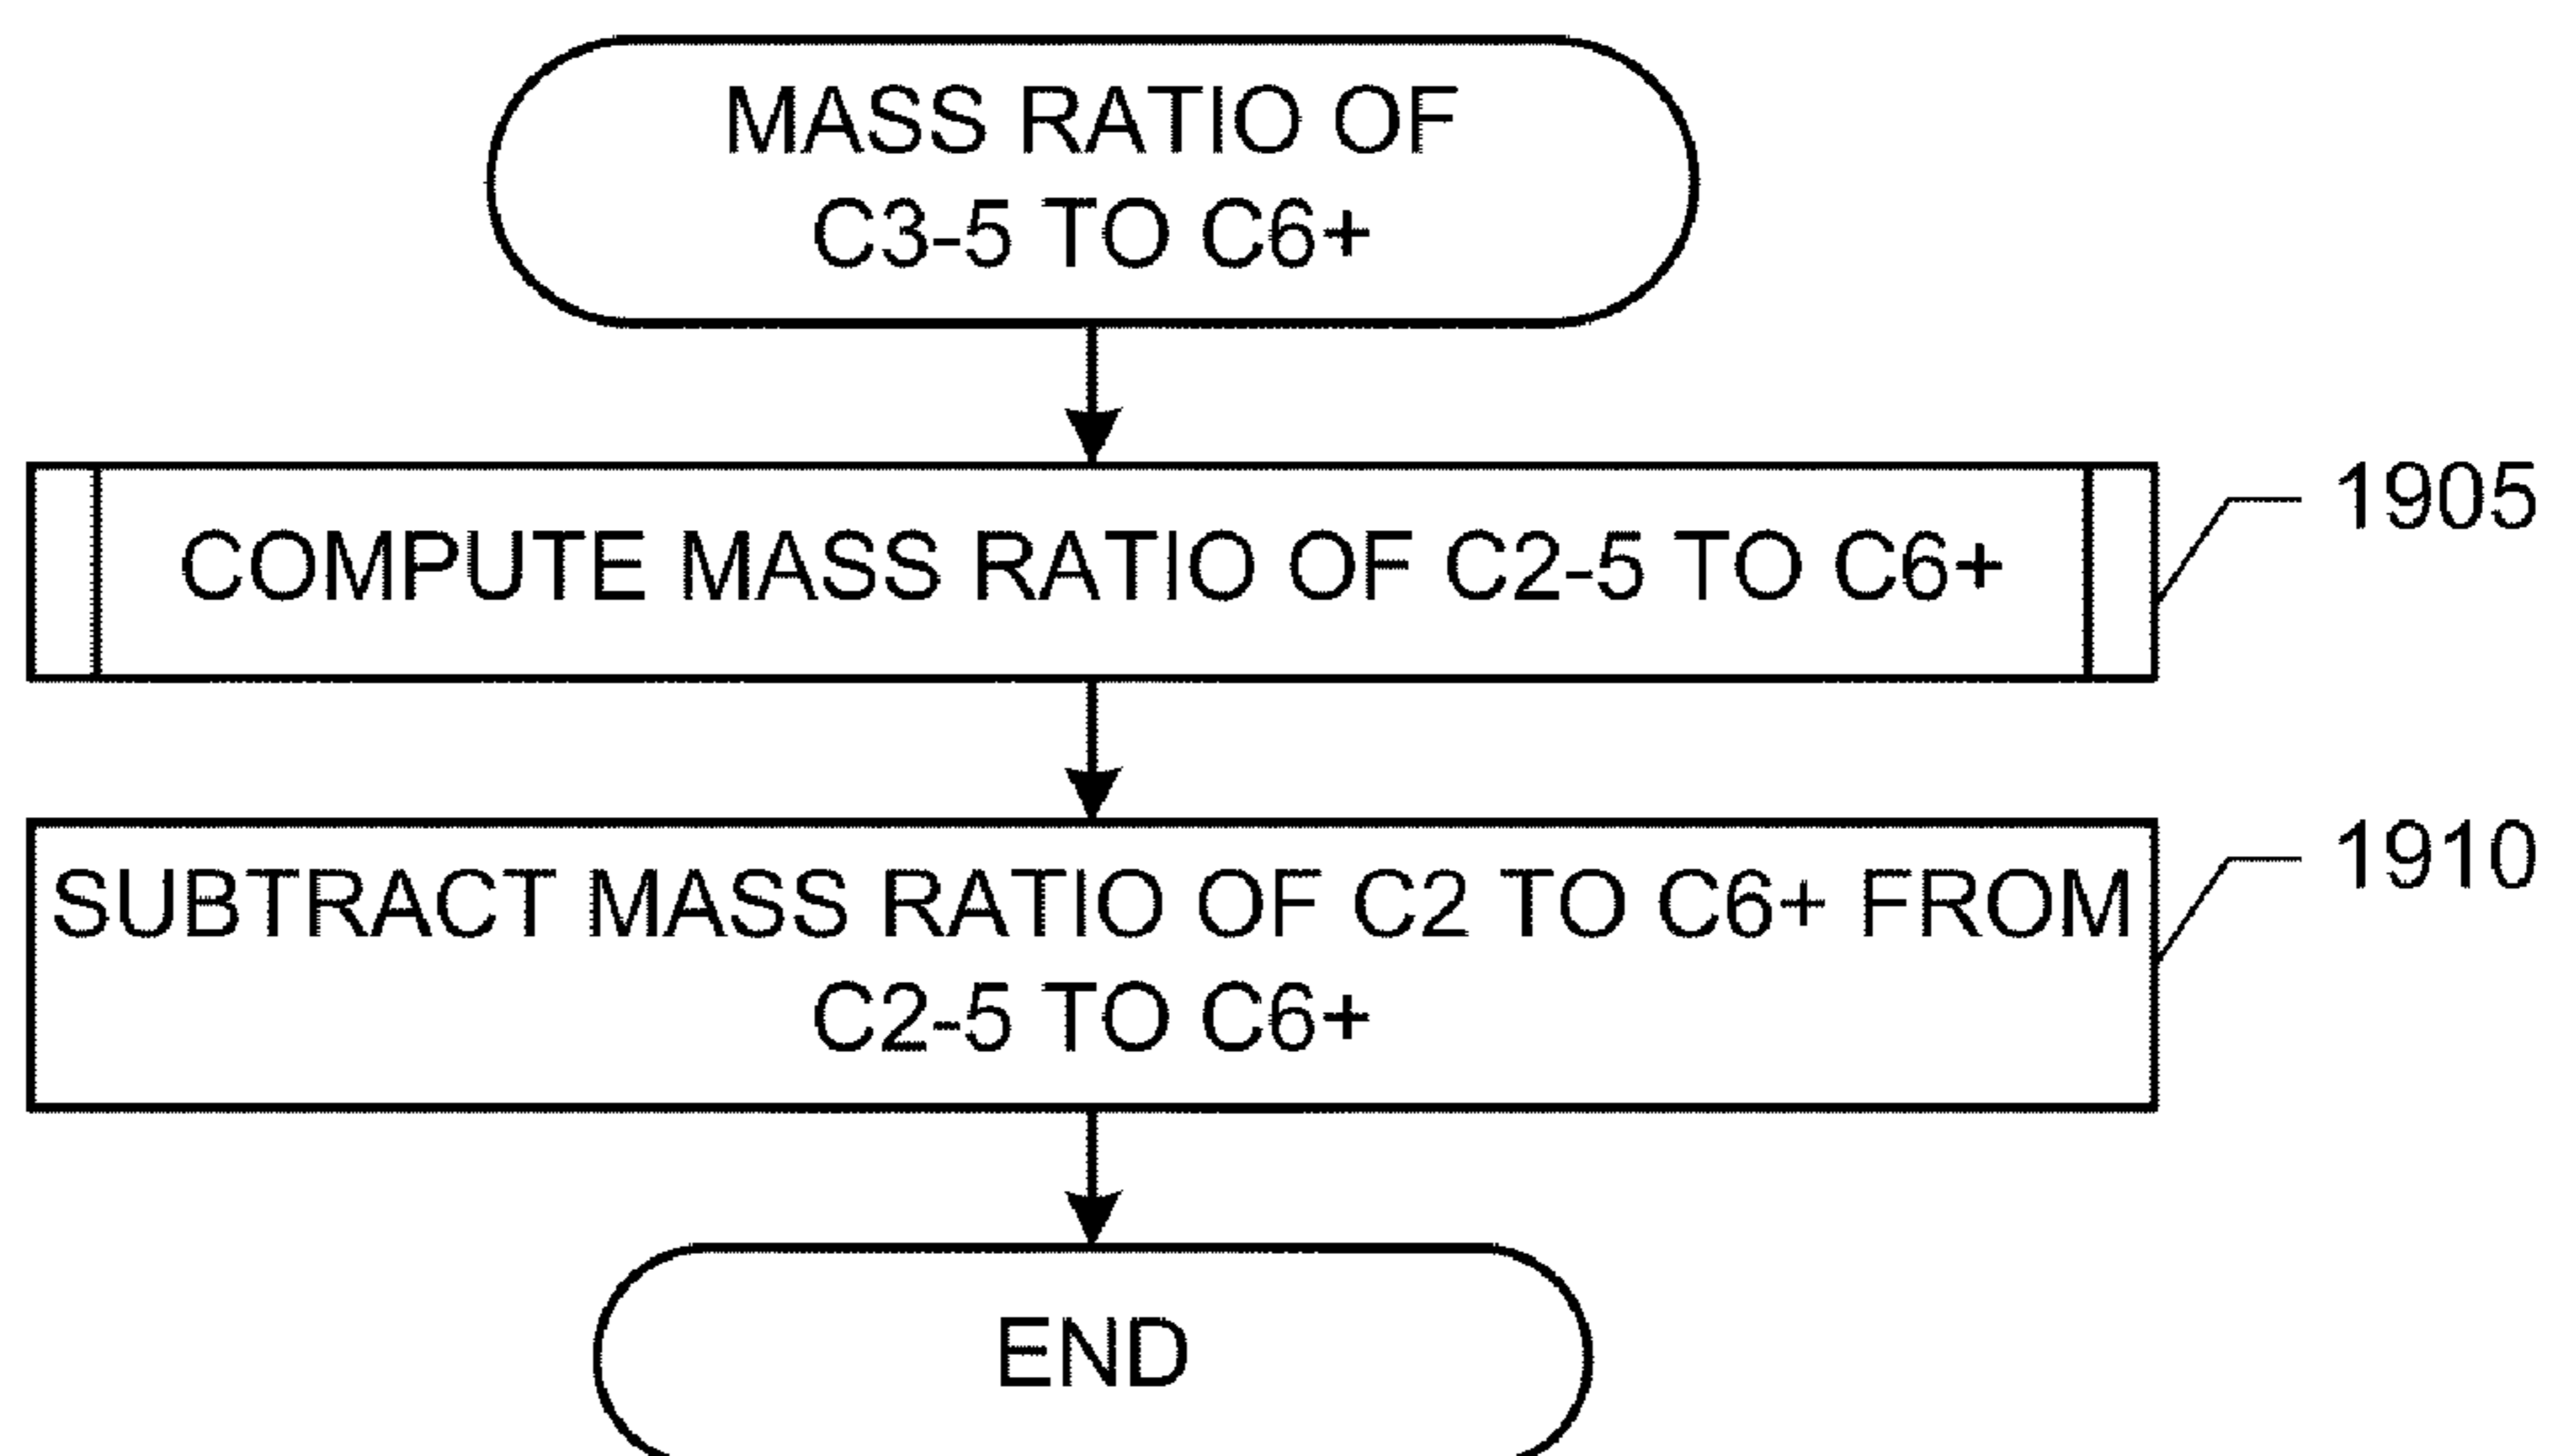 MASS RATIO OF
C3-5 TO C6+
COMPUTE MASS RATIO OF C2-5 TO C6+
1905
SUBTRACT MASS RATIO OF C2 TO C6+ FROM
C2-5 TO C6+
1910
END